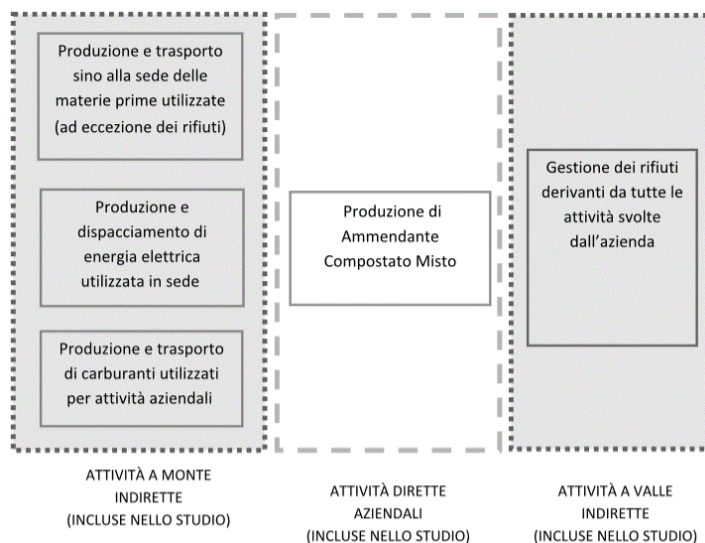 Produzione e trasporto
sino alla sede delle
materie prime utilizzate
(ad eccezione dei rifiuti)
Produzione e
dispacciamento di
energia elettrica
utilizzata in sede
Produzione e trasporto
di carburanti utilizzati
per attività aziendali
ATTIVITÀ A MONTE
INDIRETTE
(INCLUSE NELLO STUDIO)
Produzione di
Ammendante
Compostato Misto
ATTIVITÀ DIRETTE
AZIENDALI
(INCLUSE NELLO STUDIO)
Gestione dei rifiuti
derivanti da tutte le
attività svolte
dall'azienda
ATTIVITÀ A VALLE
INDIRETTE
(INCLUSE NELLO STUDIO)